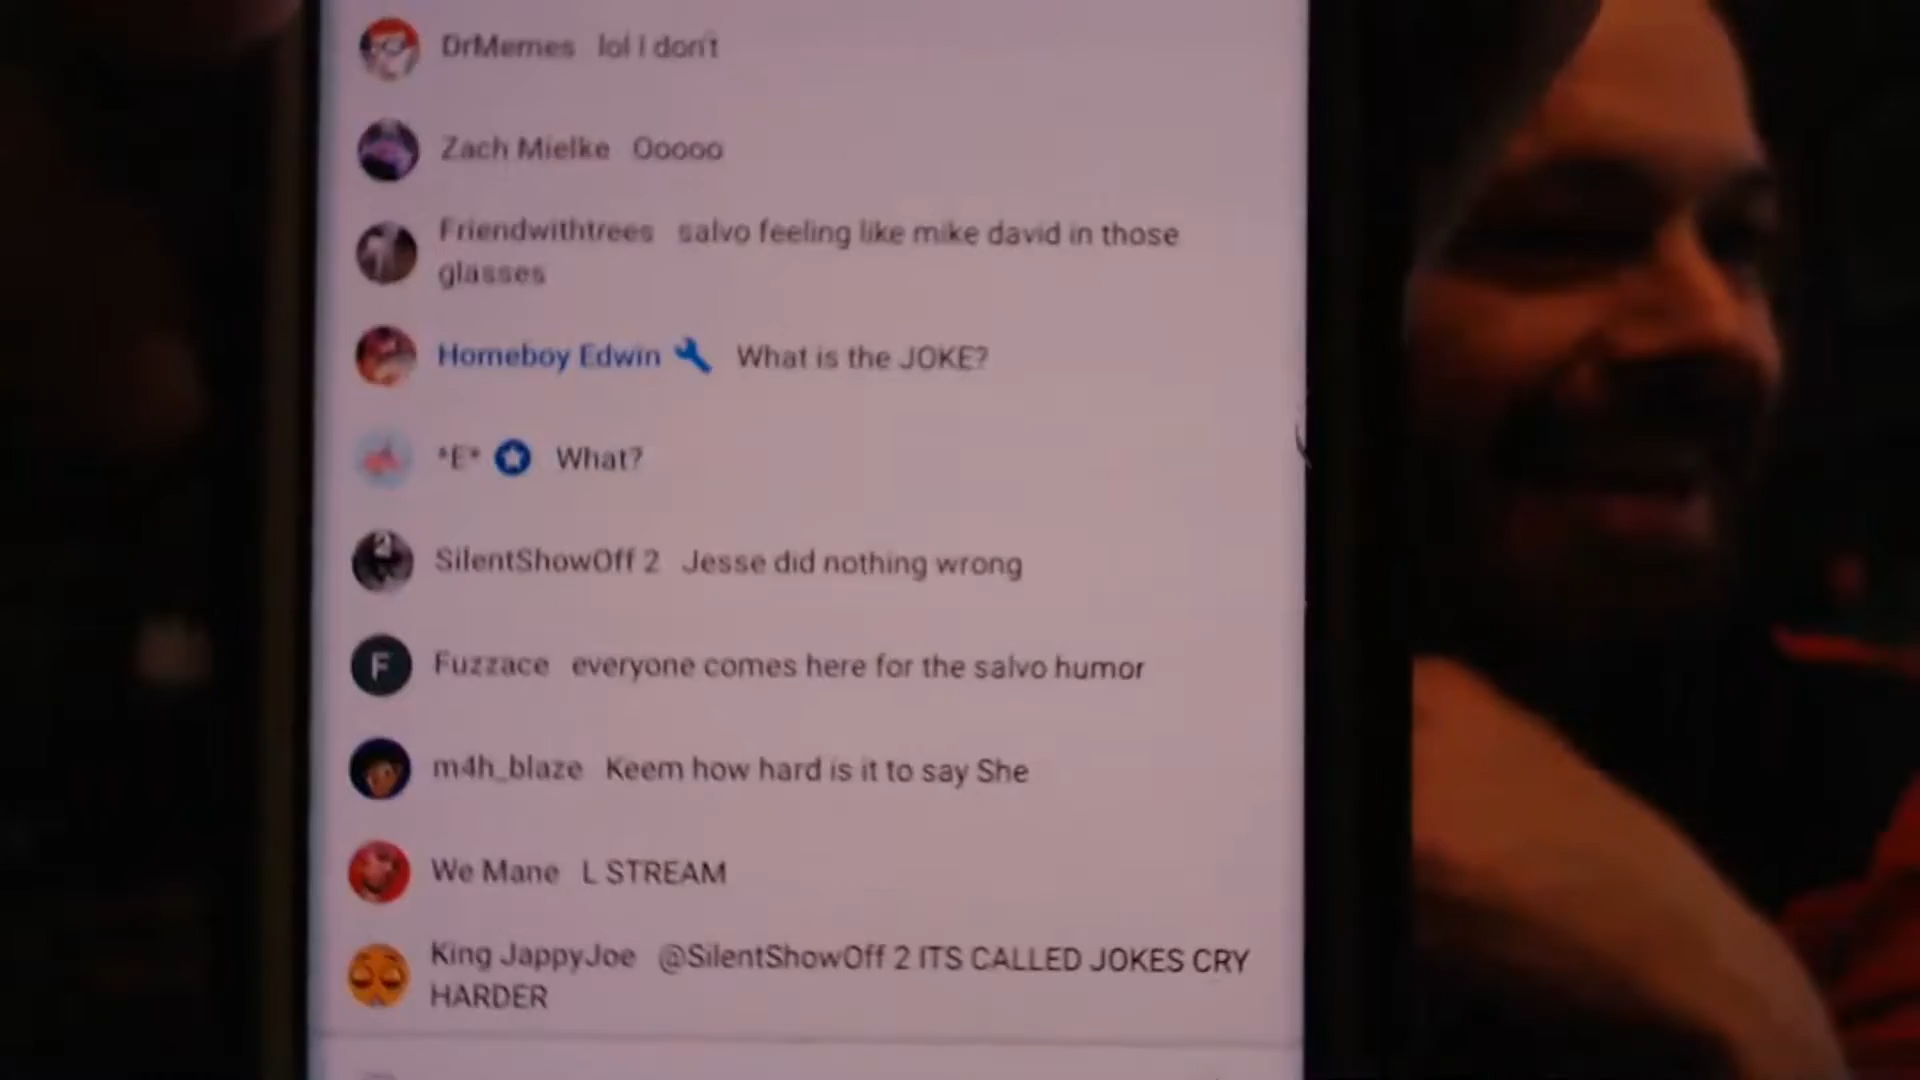 DrMemes lol I don't
Zach Mielke Ooooo
Friendwithtrees salvo feeling like mike david in those
glasses
Homeboy Edwin What is the JOKE?
*E* What?
SilentShowOff 2 Jesse did nothing wrong
F Fuzzace everyone comes here for the salvo humor
m4h_blaze Keem how hard is it to say She
We Mane L STREAM
King JappyJoe @SilentShowOff 2 ITS CALLED JOKES CRY
HARDER